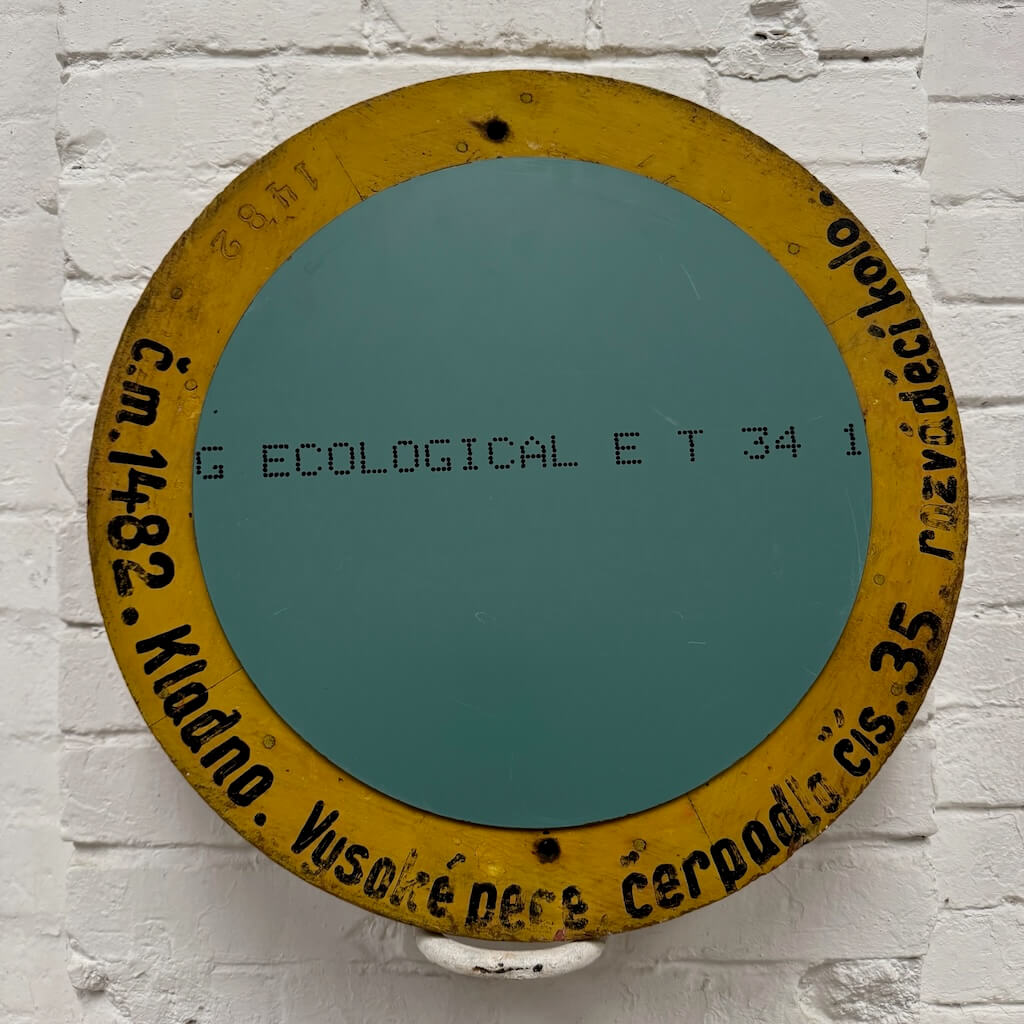 1482
č.m. 1482. Kladno. Vysoké pece čerpadlo čís. 35 rozváděcí kolo.
G ECOLOGICAL E T 34 1